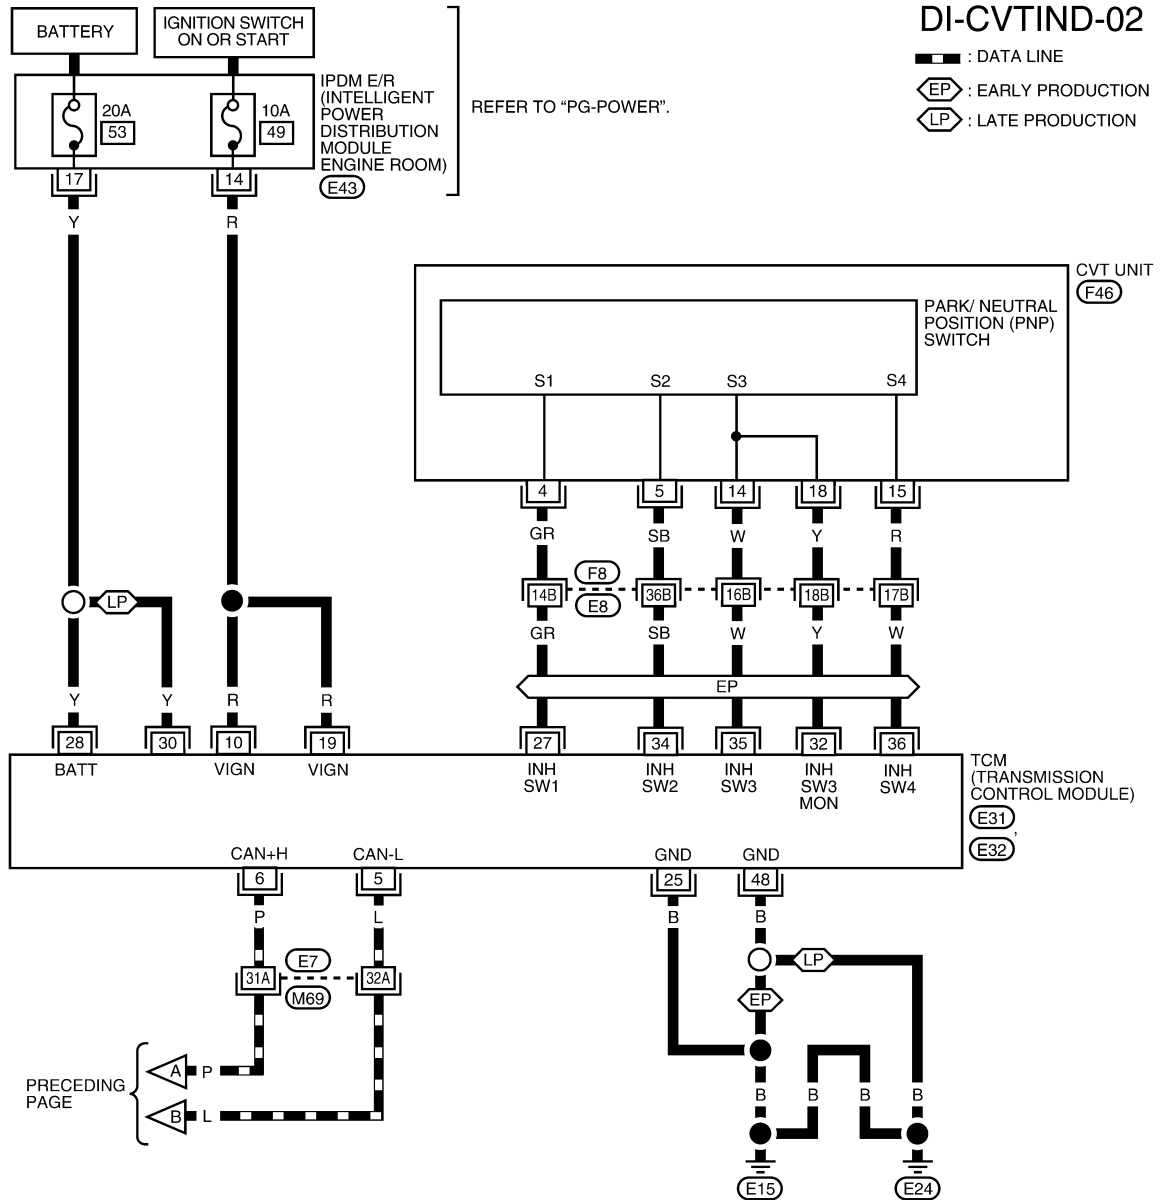 DI-CVTIND-02
: DATA LINE
EP : EARLY PRODUCTION
LP : LATE PRODUCTION
BATTERY
IGNITION SWITCH
ON OR START
20A
53
10A
49
IPDM E/R
(INTELLIGENT
POWER
DISTRIBUTION
MODULE
ENGINE ROOM)
E43
REFER TO “PG-POWER”.
17 14
Y R
CVT UNIT
F46
PARK/ NEUTRAL
POSITION (PNP)
SWITCH
S1 S2 S3 S4
4 5 14 18 15
GR SB W Y R
F8
14B 36B 16B 18B 17B
E8
LP
GR SB W Y W
EP
Y Y R R
28 30 10 19 27 34 35 32 36
BATT VIGN VIGN
INH
SW1
INH
SW2
INH
SW3
INH
SW3
MON
INH
SW4
TCM
(TRANSMISSION
CONTROL MODULE)
E31 ,
E32
CAN+H CAN-L GND GND
6 5 25 48
P L B B
E7
31A 32A
M69
LP
EP
PRECEDING
PAGE
A P
B L
B B B B
E15 E24